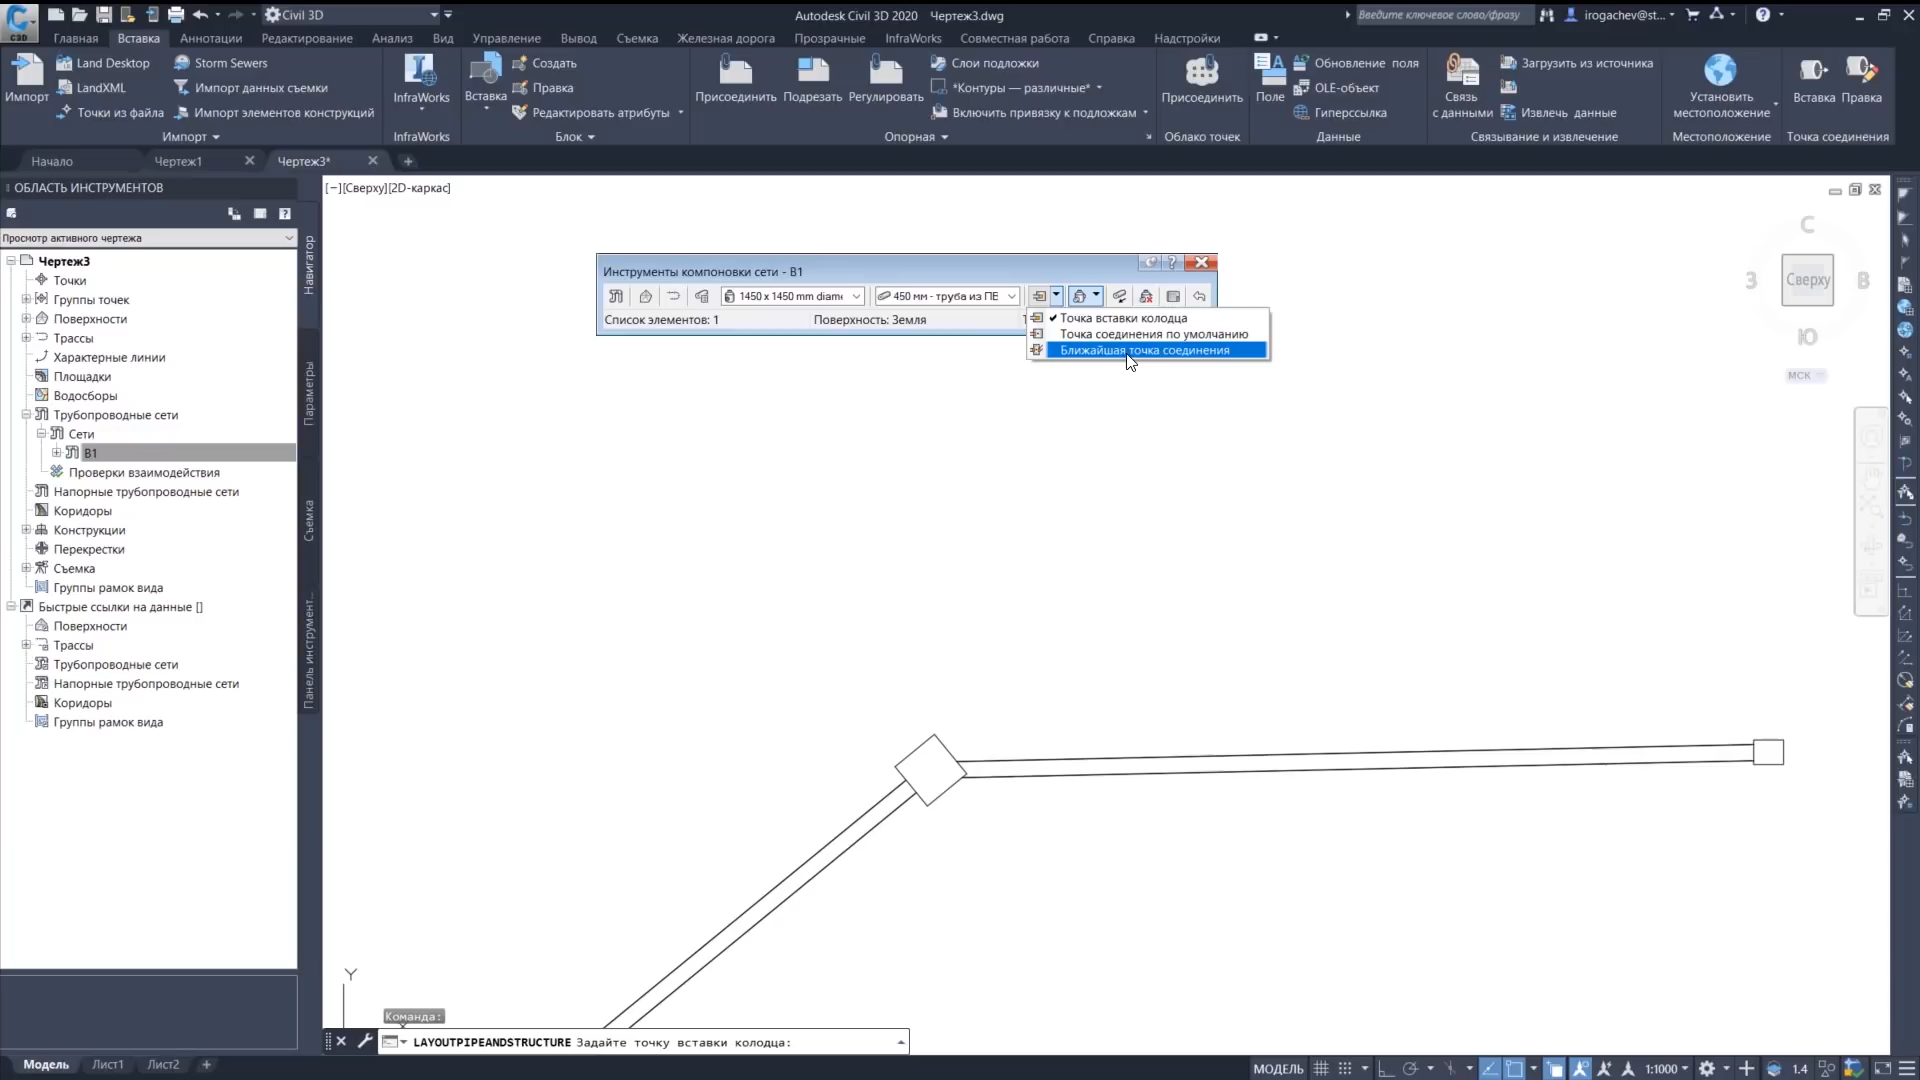 Civil 3D
Autodesk Civil 3D 2020 Чертеж3.dwg
Введите ключевое слово/фразу
irogachev@st...
C3D
Главная Вставка Аннотации Редактирование Анализ Вид Управление Вывод Съемка Железная дорога Прозрачные InfraWorks Совместная работа Справка Надстройки
Импорт
Land Desktop
Storm Sewers
LandXML
Импорт данных съемки
Точки из файла
Импорт элементов конструкций
Импорт
InfraWorks
InfraWorks
Вставка
Создать
Правка
Редактировать атрибуты
Блок
Присоединить
Подрезать
Регулировать
Слои подложки
*Контуры — различные*
Включить привязку к подложкам
Опорная
Присоединить
Облако точек
Поле
Обновление поля
OLE-объект
Гиперссылка
Данные
Связь
с данными
Загрузить из источника
Извлечь данные
Связывание и извлечение
Установить
местоположение
Местоположение
Вставка
Правка
Точка соединения
Начало
Чертеж1
Чертеж3*
ОБЛАСТЬ ИНСТРУМЕНТОВ
Просмотр активного чертежа
Чертеж3
Точки
Группы точек
Поверхности
Трассы
Характерные линии
Площадки
Водосборы
Трубопроводные сети
Сети
В1
Проверки взаимодействия
Напорные трубопроводные сети
Коридоры
Конструкции
Перекрестки
Съемка
Группы рамок вида
Быстрые ссылки на данные []
Поверхности
Трассы
Трубопроводные сети
Напорные трубопроводные сети
Коридоры
Группы рамок вида
Навигатор
Параметры
Съемка
Панель инструмент...
[−][Сверху][2D-каркас]
Инструменты компоновки сети - В1
1450 x 1450 mm diam
450 мм - труба из ПЕ
Список элементов: 1
Поверхность: Земля
Точка вставки колодца
Точка соединения по умолчанию
Ближайшая точка соединения
С
З
Сверху
В
Ю
МСК
Y
Команда:
LAYOUTPIPEANDSTRUCTURE Задайте точку вставки колодца:
Модель Лист1 Лист2
МОДЕЛЬ
1:1000
1.4